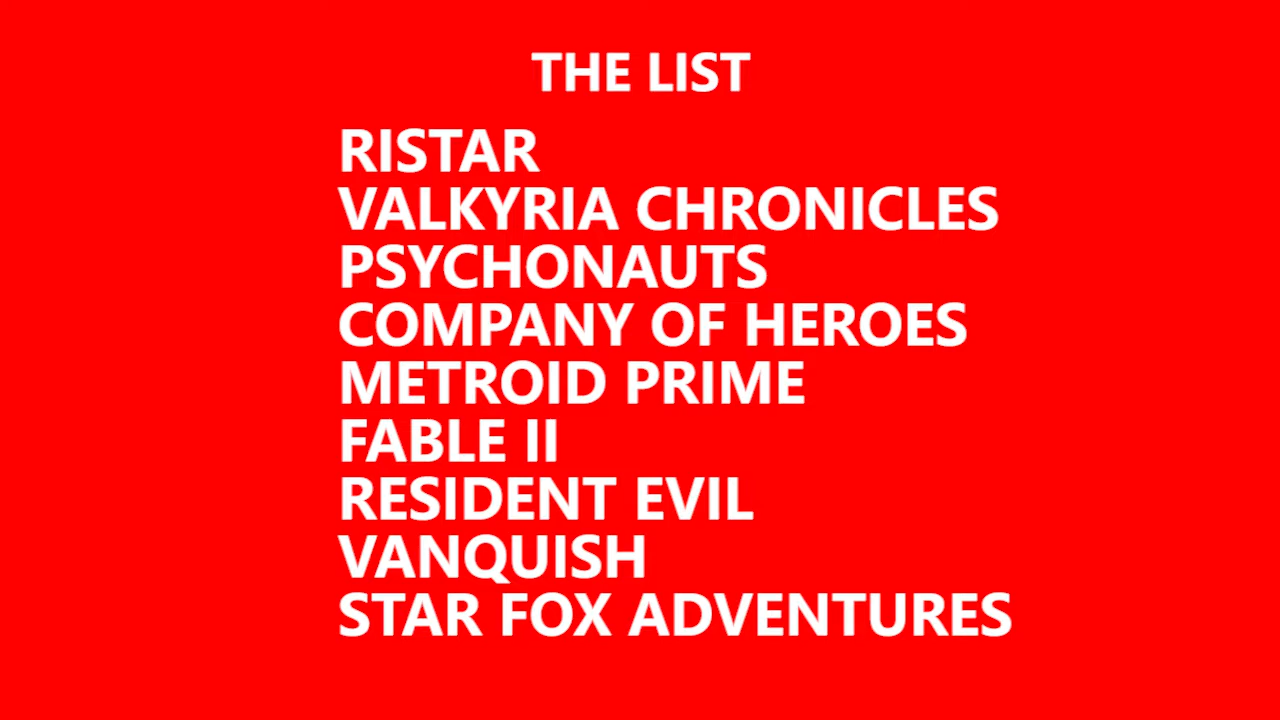 THE LIST
RISTAR
VALKYRIA CHRONICLES
PSYCHONAUTS
COMPANY OF HEROES
METROID PRIME
FABLE II
RESIDENT EVIL
VANQUISH
STAR FOX ADVENTURES